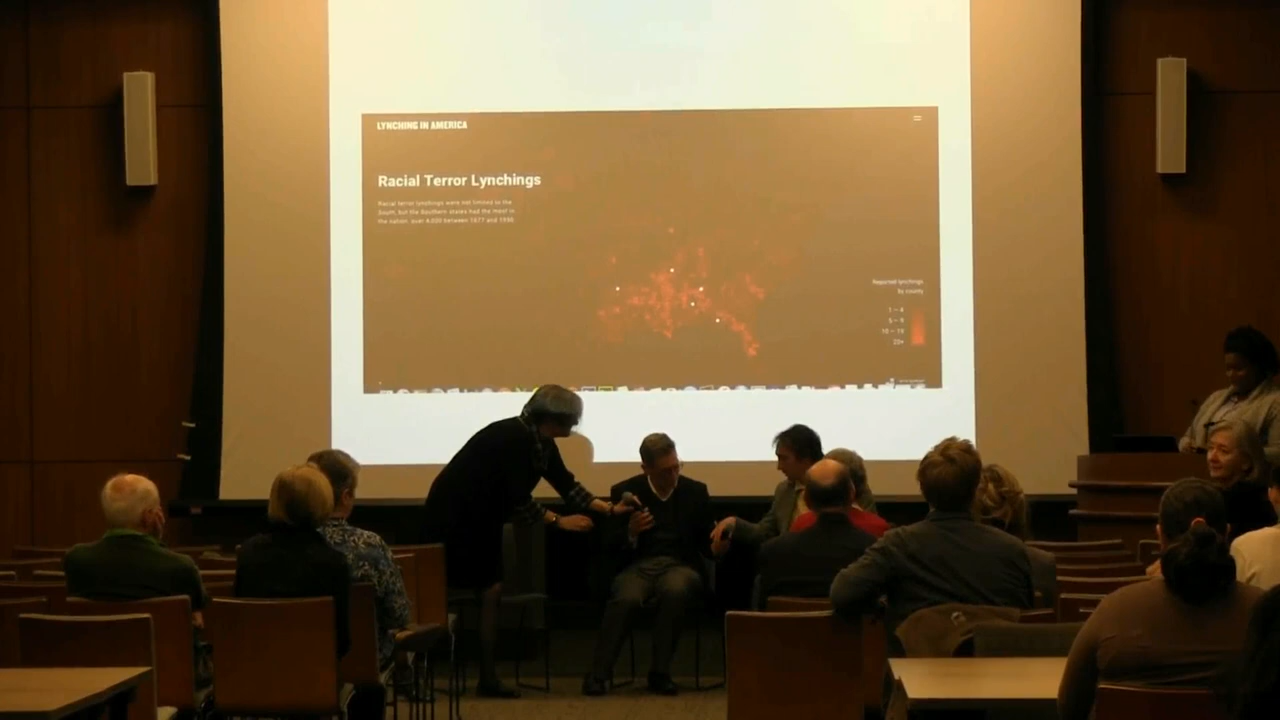 LYNCHING IN AMERICA
Racial Terror Lynchings
Racial terror lynchings were not limited to the
South, but the Southern states had the most in
the nation, over 4,000 between 1877 and 1950.
Reported lynchings
by county
1 — 4
5 — 9
10 — 19
20+